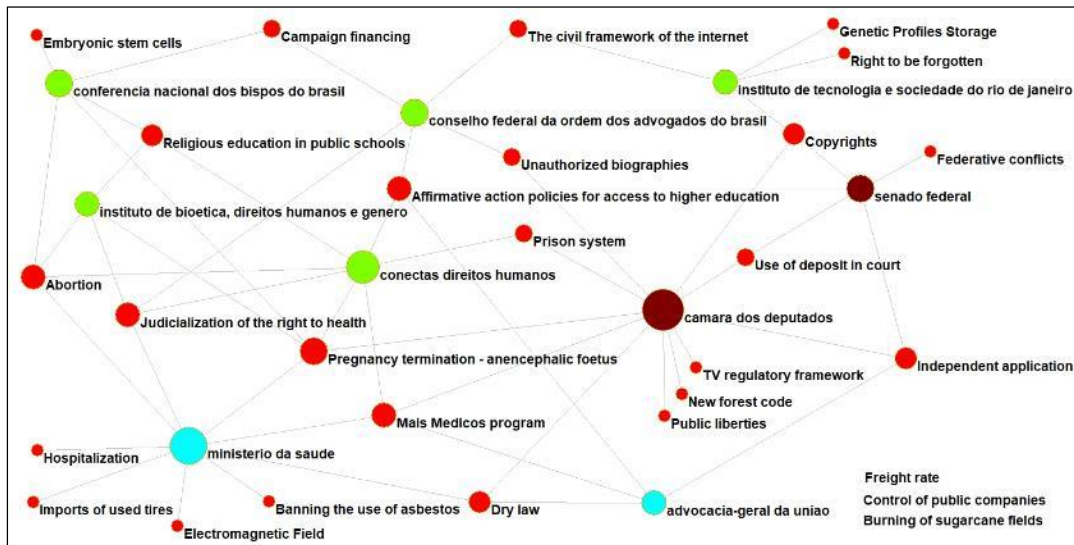 Embryonic stem cells
Campaign financing
The civil framework of the internet
Genetic Profiles Storage
Right to be forgotten
conferencia nacional dos bispos do brasil
instituto de tecnologia e sociedade do rio de janeiro
conselho federal da ordem dos advogados do brasil
Religious education in public schools
Copyrights
Unauthorized biographies
Federative conflicts
Affirmative action policies for access to higher education
senado federal
instituto de bioetica, direitos humanos e genero
Prison system
Use of deposit in court
conectas direitos humanos
Abortion
Judicialization of the right to health
camara dos deputados
Pregnancy termination - anencephalic foetus
Independent application
TV regulatory framework
New forest code
Public liberties
Mais Medicos program
ministerio da saude
Hospitalization
Freight rate
Control of public companies
Imports of used tires
Banning the use of asbestos
Dry law
advocacia-geral da uniao
Burning of sugarcane fields
Electromagnetic Field